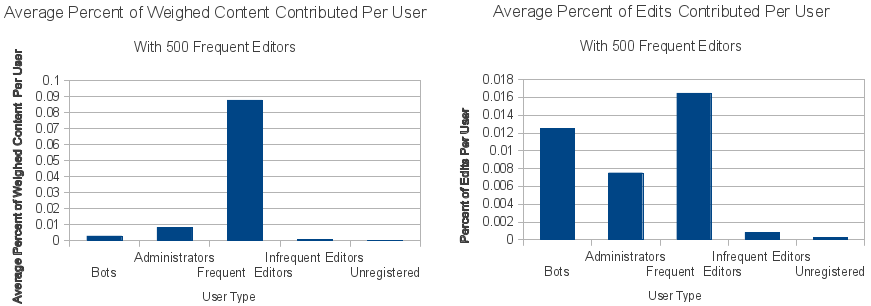 Average Percent of Weighed Content Contributed Per User
With 500 Frequent Editors
Average Percent of Weighed Content Per User
0.1
0.09
0.08
0.07
0.06
0.05
0.04
0.03
0.02
0.01
0
Administrators Infrequent Editors
Bots Frequent Editors Unregistered
User Type
Average Percent of Edits Contributed Per User
With 500 Frequent Editors
Percent of Edits Per User
0.018
0.016
0.014
0.012
0.01
0.008
0.006
0.004
0.002
0
Administrators Infrequent Editors
Bots Frequent Editors Unregistered
User Type